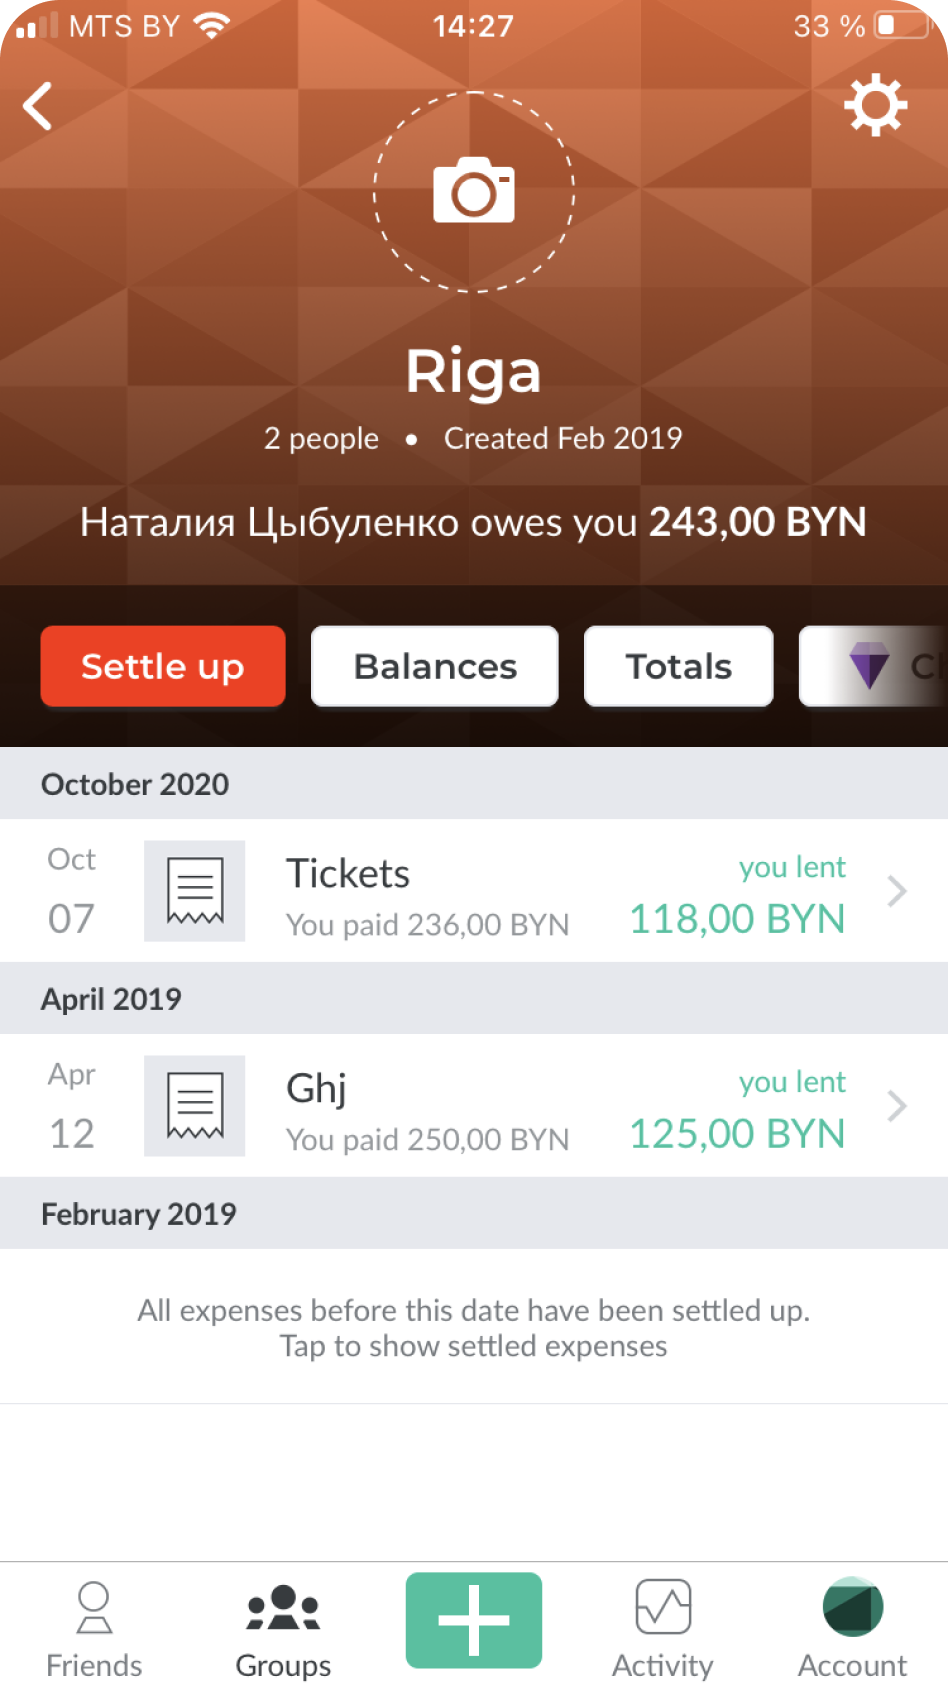 MTS BY 14:27 33 %
Riga
2 people • Created Feb 2019
Наталия Цыбуленко owes you 243,00 BYN
Settle up Balances Totals
October 2020
Oct 07 Tickets you lent
You paid 236,00 BYN 118,00 BYN
April 2019
Apr 12 Ghj you lent
You paid 250,00 BYN 125,00 BYN
February 2019
All expenses before this date have been settled up.
Tap to show settled expenses
Friends Groups Activity Account